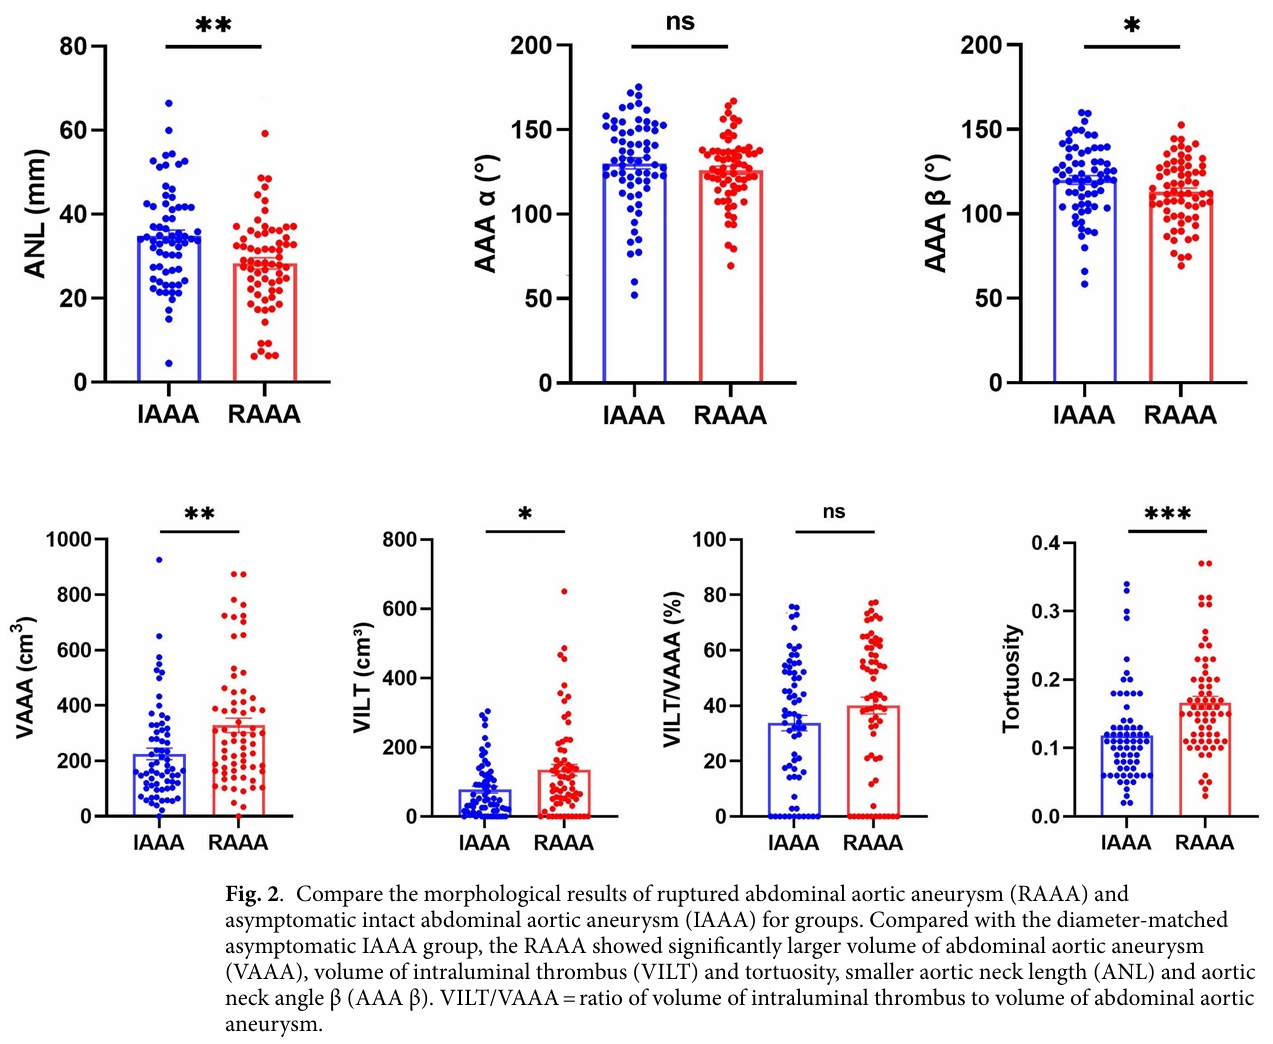 ** ns *
80 200 200
60 150 150
40 100 100
20 50 50
0 0 0
ANL (mm) AAA α (°) AAA β (°)
IAAA RAAA IAAA RAAA IAAA RAAA
** * ns ***
1000 800 100 0.4
800 600 80 0.3
600 400 60 0.2
400 200 40 0.1
200 0 20 0.0
0 0
VAAA (cm³) VILT (cm³) VILT/VAAA (%) Tortuosity
IAAA RAAA IAAA RAAA IAAA RAAA IAAA RAAA
Fig. 2. Compare the morphological results of ruptured abdominal aortic aneurysm (RAAA) and
asymptomatic intact abdominal aortic aneurysm (IAAA) for groups. Compared with the diameter-matched
asymptomatic IAAA group, the RAAA showed significantly larger volume of abdominal aortic aneurysm
(VAAA), volume of intraluminal thrombus (VILT) and tortuosity, smaller aortic neck length (ANL) and aortic
neck angle β (AAA β). VILT/VAAA = ratio of volume of intraluminal thrombus to volume of abdominal aortic
aneurysm.